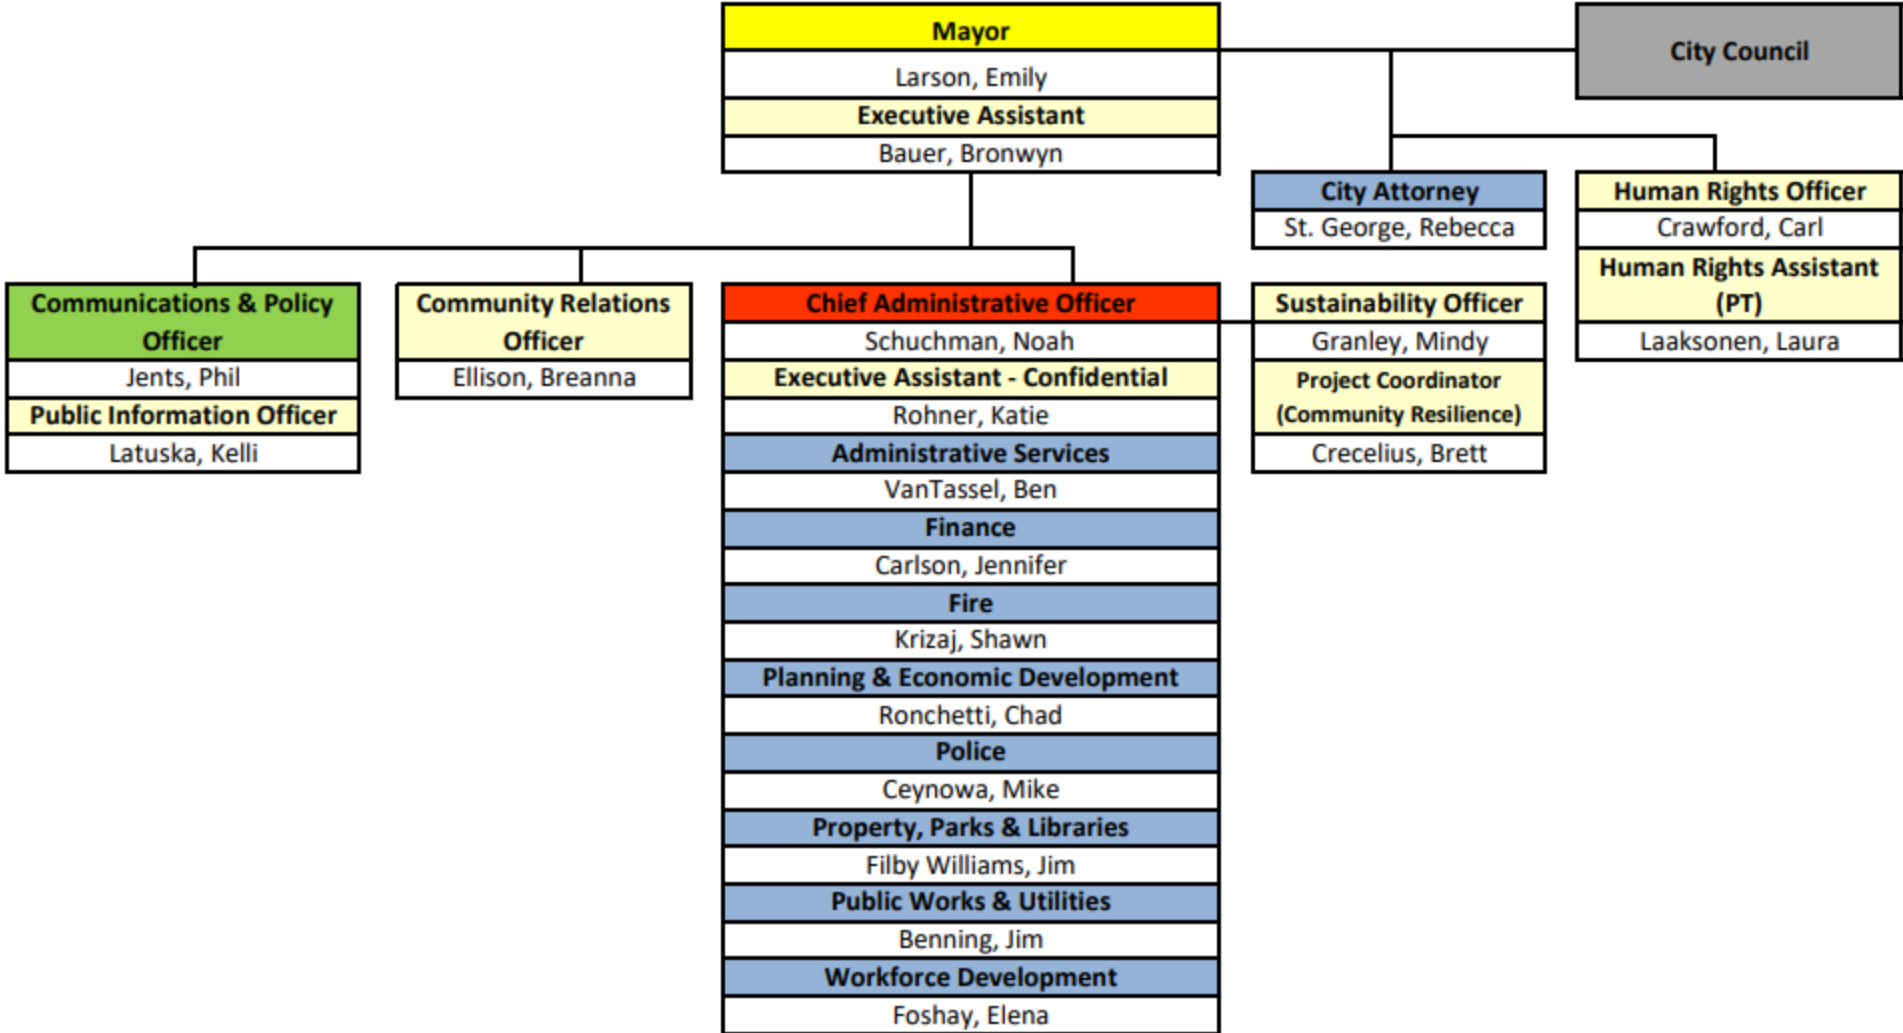 Mayor
Larson, Emily
Executive Assistant
Bauer, Bronwyn
City Council
City Attorney
St. George, Rebecca
Human Rights Officer
Crawford, Carl
Human Rights Assistant
(PT)
Laaksonen, Laura
Communications & Policy
Officer
Jents, Phil
Public Information Officer
Latuska, Kelli
Community Relations
Officer
Ellison, Breanna
Chief Administrative Officer
Schuchman, Noah
Executive Assistant - Confidential
Rohner, Katie
Administrative Services
VanTassel, Ben
Finance
Carlson, Jennifer
Fire
Krizaj, Shawn
Planning & Economic Development
Ronchetti, Chad
Police
Ceynowa, Mike
Property, Parks & Libraries
Filby Williams, Jim
Public Works & Utilities
Benning, Jim
Workforce Development
Foshay, Elena
Sustainability Officer
Granley, Mindy
Project Coordinator
(Community Resilience)
Crecelius, Brett